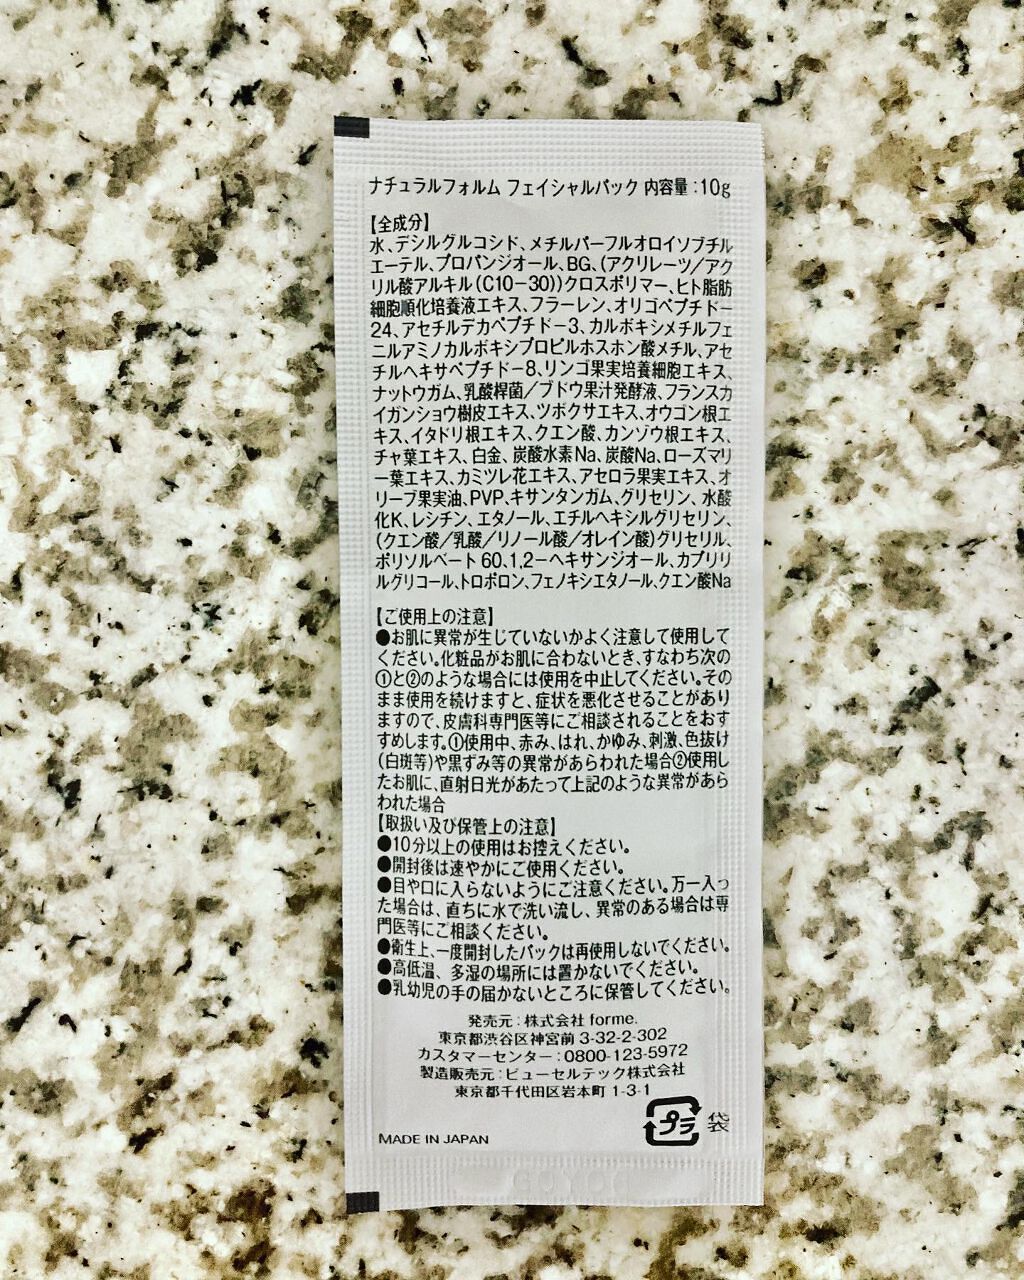 ナチュラルフォルム フェイシャルパック 内容量:10g
【全成分】
水、デシルグルコシド、メチルパーフルオロイソブチル
エーテル、プロパンジオール、BG、(アクリレーツ/アク
リル酸アルキル(C10-30))クロスポリマー、ヒト脂肪
細胞順化培養液エキス、フラーレン、オリゴペプチド-
24、アセチルデカペプチド-3、カルボキシメチルフェ
ニルアミノカルボキシプロピルホスホン酸メチル、アセ
チルヘキサペプチド-8、リンゴ果実培養細胞エキス、
ナットウガム、乳酸桿菌/ブドウ果汁発酵液、フランスカ
イガンショウ樹皮エキス、ツボクサエキス、オウゴン根エ
キス、イタドリ根エキス、クエン酸、カンゾウ根エキス、
チャ葉エキス、白金、炭酸水素Na、炭酸Na、ローズマリ
ー葉エキス、カミツレ花エキス、アセロラ果実エキス、オ
リーブ果実油、PVP、キサンタンガム、グリセリン、水酸
化K、レシチン、エタノール、エチルヘキシルグリセリン、
(クエン酸/乳酸/リノール酸/オレイン酸)グリセリル、
ポリソルベート60、1,2-ヘキサンジオール、カプリリ
ルグリコール、トロポロン、フェノキシエタノール、クエン酸Na
【ご使用上の注意】
●お肌に異常が生じていないかよく注意して使用して
ください。化粧品がお肌に合わないとき、すなわち次の
①と②のような場合には使用を中止してください。その
まま使用を続けますと、症状を悪化させることがあり
ますので、皮膚科専門医等にご相談されることをおす
すめします。①使用中、赤み、はれ、かゆみ、刺激、色抜け
(白斑等)や黒ずみ等の異常があらわれた場合②使用し
たお肌に、直射日光があたって上記のような異常があら
われた場合
【取扱い及び保管上の注意】
●10分以上の使用はお控えください。
●開封後は速やかにご使用ください。
●目や口に入らないようにご注意ください。万一入っ
た場合は、直ちに水で洗い流し、異常のある場合は専
門医等にご相談ください。
●衛生上、一度開封したパックは再使用しないでください。
●高低温、多湿の場所には置かないでください。
●乳幼児の手の届かないところに保管してください。
発売元:株式会社 forme.
東京都渋谷区神宮前 3-32-2-302
カスタマーセンター:0800-123-5972
製造販売元:ビューセルテック株式会社
東京都千代田区岩本町 1-3-1
プラ 袋
MADE IN JAPAN